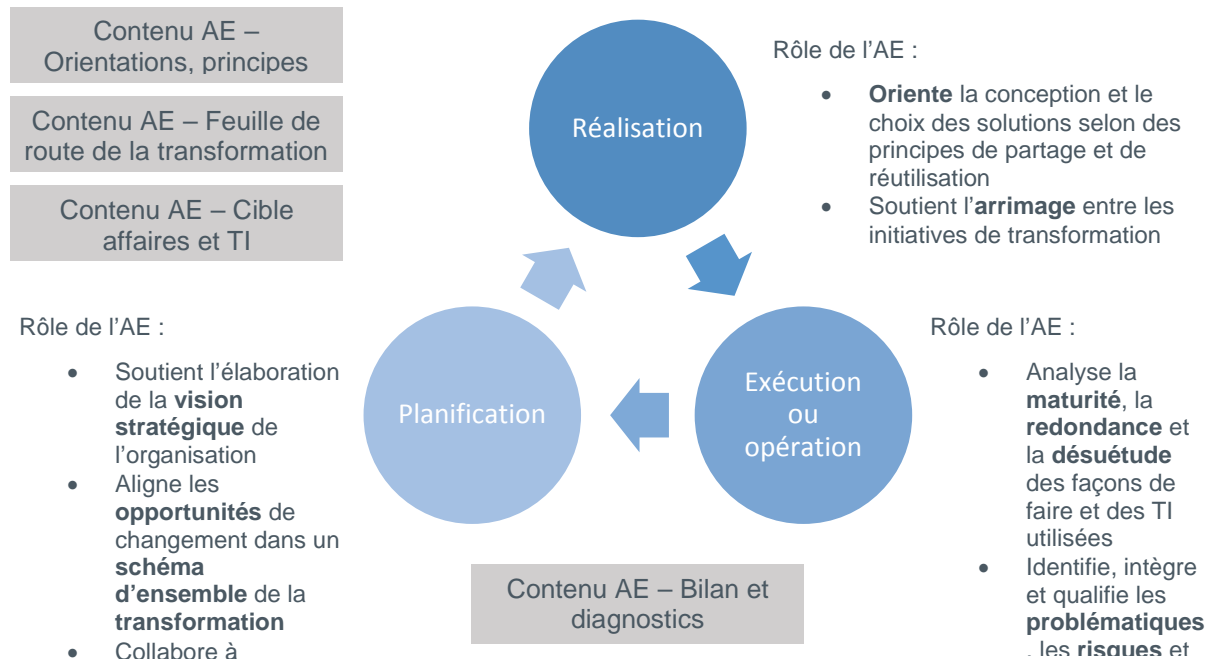 Contenu AE –
Orientations, principes
Contenu AE – Feuille de
route de la transformation
Contenu AE – Cible
affaires et TI
Réalisation
Rôle de l'AE :
• Oriente la conception et le
choix des solutions selon des
principes de partage et de
réutilisation
• Soutient l'arrimage entre les
initiatives de transformation
Rôle de l'AE :
• Soutient l'élaboration
de la vision
stratégique de
l'organisation
• Aligne les
opportunités de
changement dans un
schéma
d'ensemble de la
transformation
• Collabore à
Planification
Exécution
ou
opération
Contenu AE – Bilan et
diagnostics
Rôle de l'AE :
• Analyse la
maturité, la
redondance et
la désuétude
des façons de
faire et des TI
utilisées
• Identifie, intègre
et qualifie les
problématiques
, les risques et